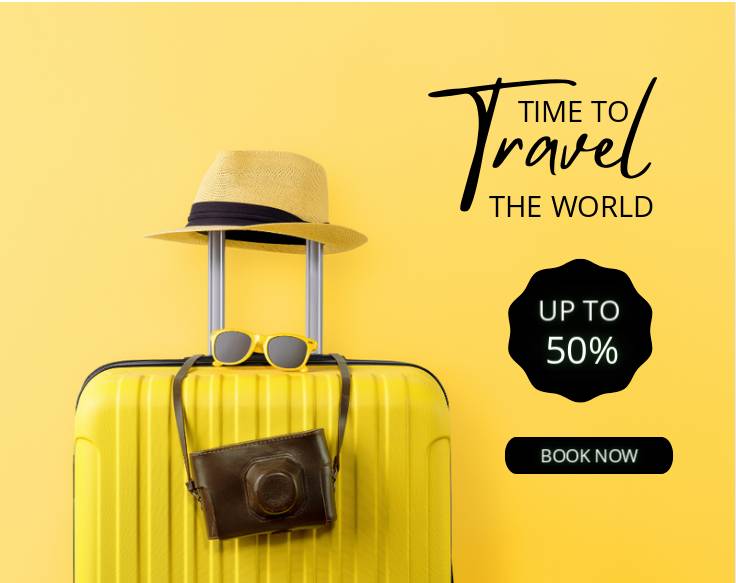 TIME TO
Travel
THE WORLD
UP TO
50%
BOOK NOW